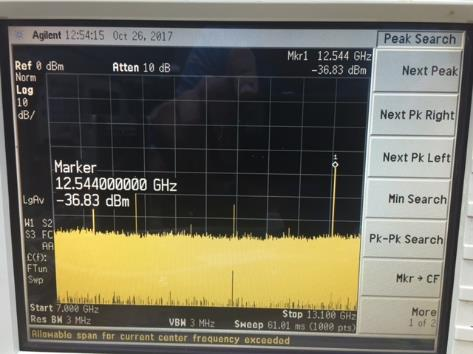 Agilent 12:54:15 Oct 26, 2017
Peak Search
Mkr1 12.544 GHz
Ref 0 dBm Atten 10 dB -36.83 dBm
Norm
Log
10
dB/
Next Peak
Next Pk Right
Next Pk Left
1
Marker
12.544000000 GHz
-36.83 dBm
Min Search
LgAv
W1 S2
S3 FC
AA
Pk-Pk Search
£(f):
FTun
Swp
Mkr → CF
Start 7.000 GHz Stop 13.100 GHz
Res BW 3 MHz VBW 3 MHz Sweep 61.01 ms (1000 pts)
More
1 of 2
Allowable span for current center frequency exceeded